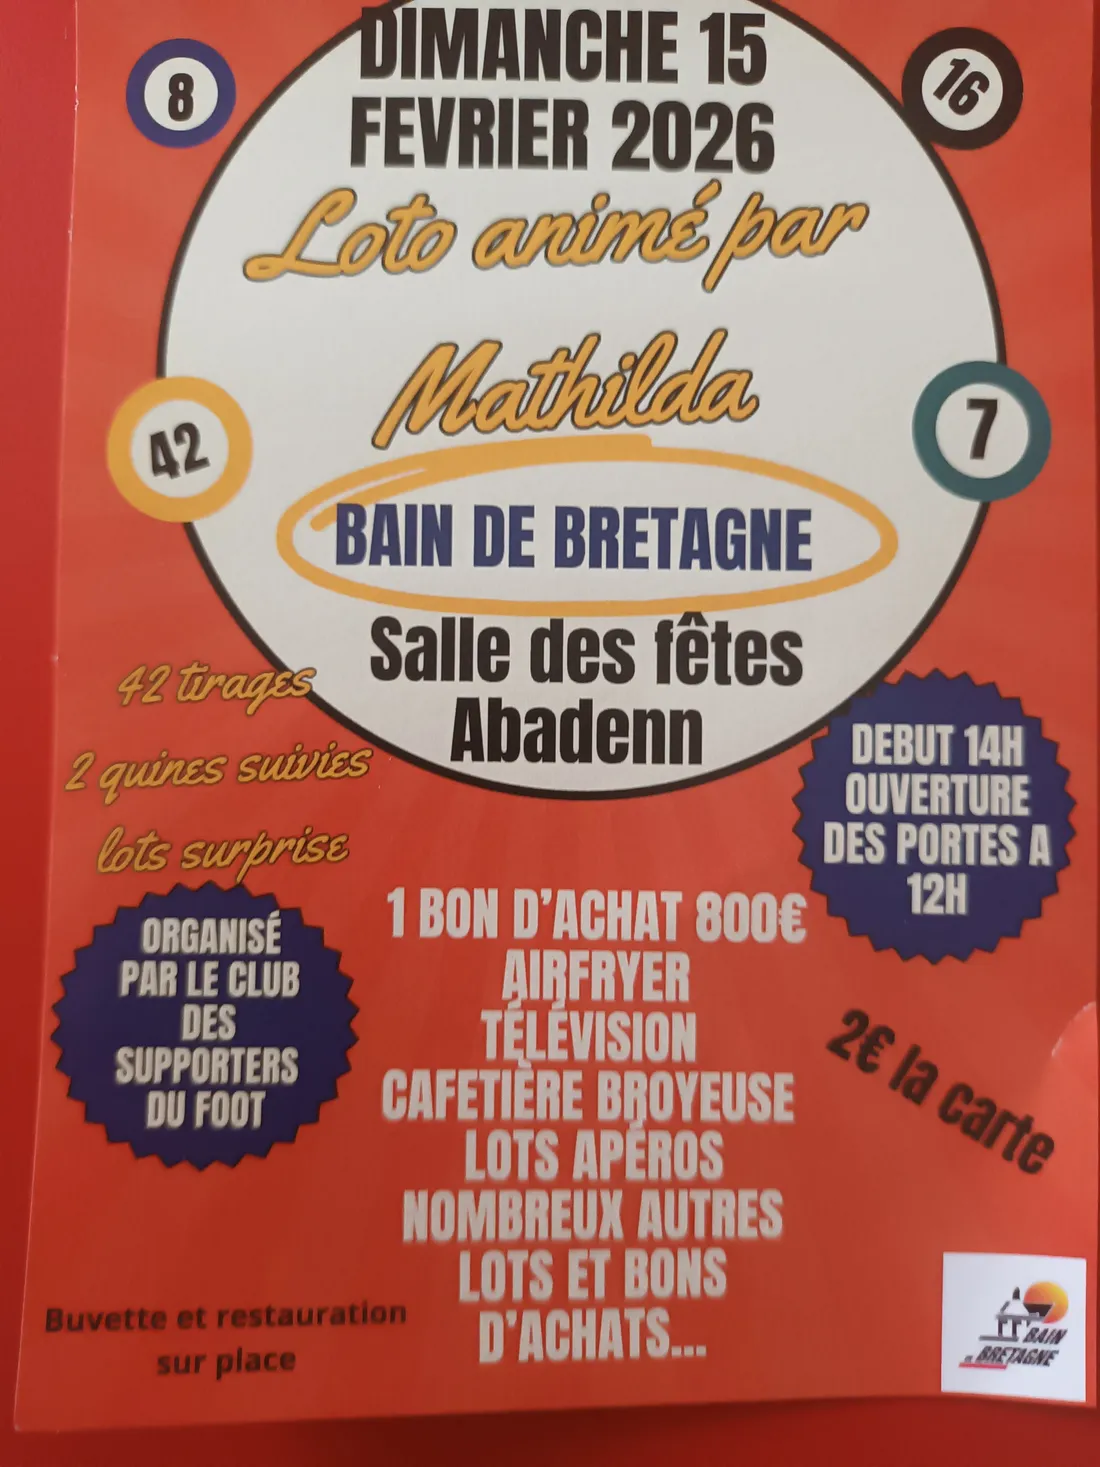 DIMANCHE 15
FEVRIER 2026
8
16
Loto animé par
Mathilda
42
7
BAIN DE BRETAGNE
Salle des fêtes
Abadenn
42 tirages
2 quines suivies
lots surprise
DEBUT 14H
OUVERTURE
DES PORTES A
12H
ORGANISÉ
PAR LE CLUB
DES
SUPPORTERS
DU FOOT
1 BON D'ACHAT 800€
AIRFRYER
TÉLÉVISION
CAFETIÈRE BROYEUSE
LOTS APÉROS
NOMBREUX AUTRES
LOTS ET BONS
D'ACHATS...
2€ la carte
Buvette et restauration
sur place
BAIN
DE BRETAGNE